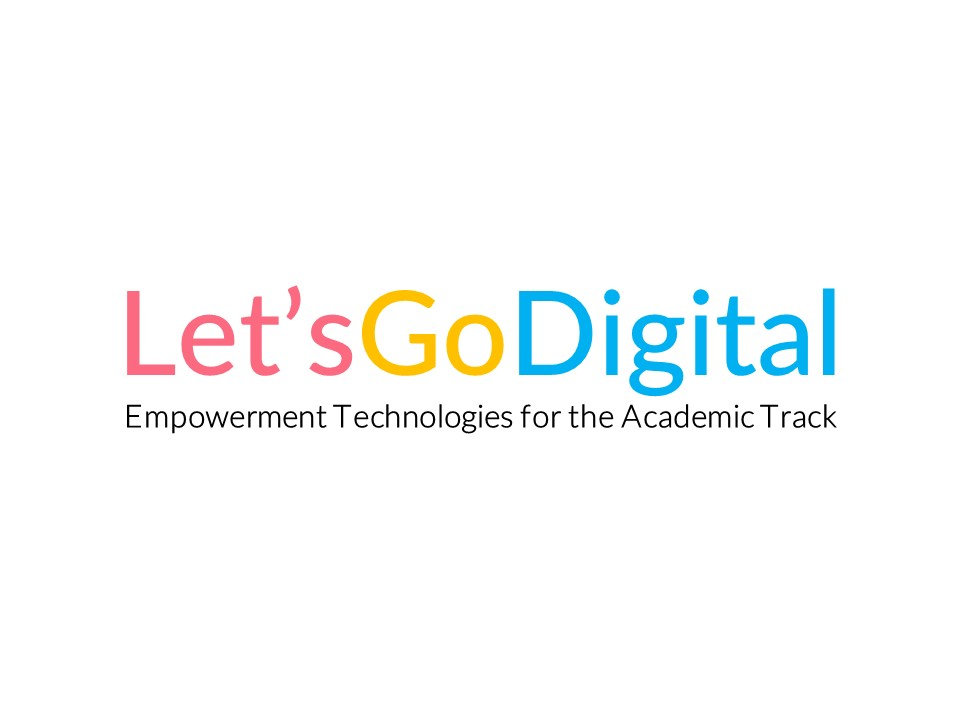 Let’sGoDigital
Empowerment Technologies for the Academic Track